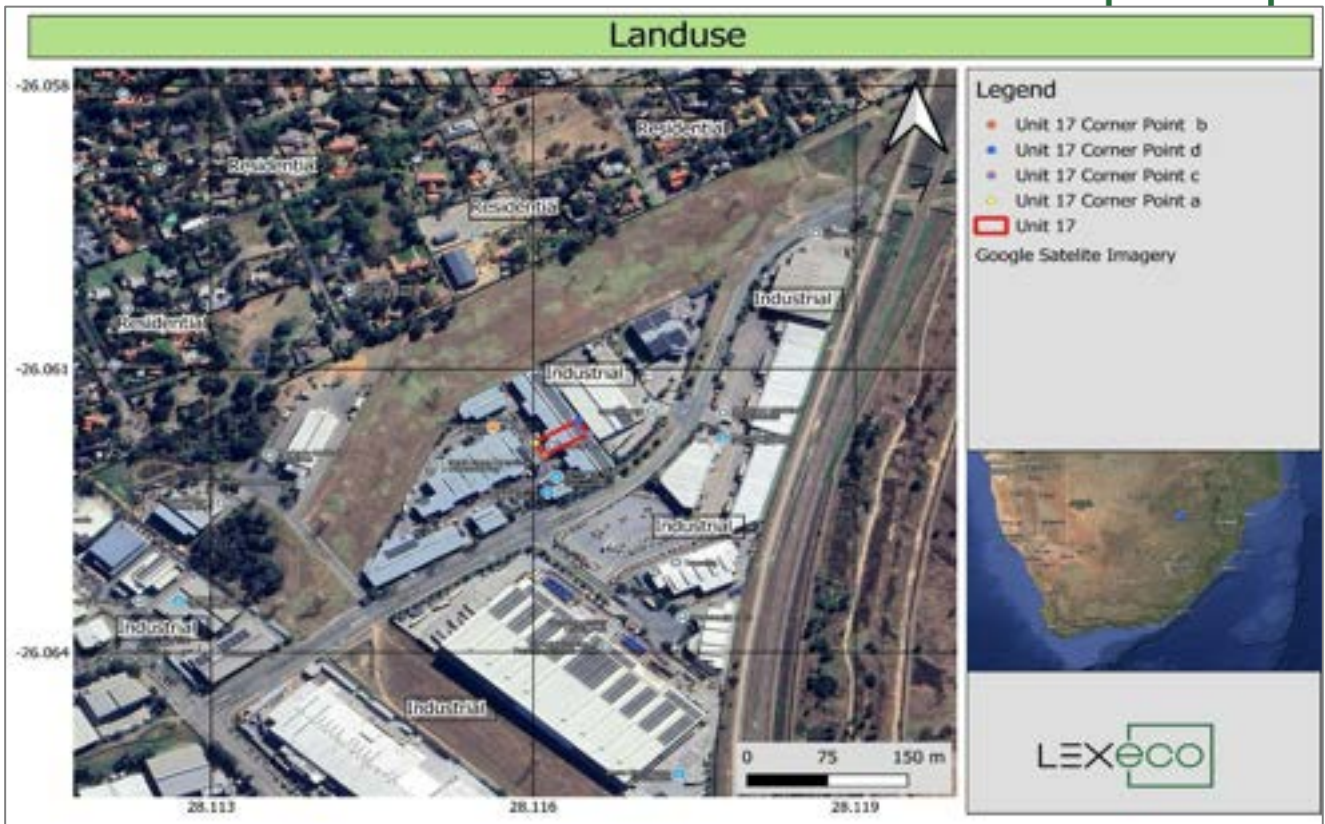 Landuse
-26.058
-26.061
-26.064
28.113
28.116
28.119
Residential
Residential
Residential
Residential
Industrial
Industrial
Industrial
Industrial
Industrial
0 75 150 m
Legend
Unit 17 Corner Point b
Unit 17 Corner Point d
Unit 17 Corner Point c
Unit 17 Corner Point a
Unit 17
Google Satelite Imagery
LEXeco